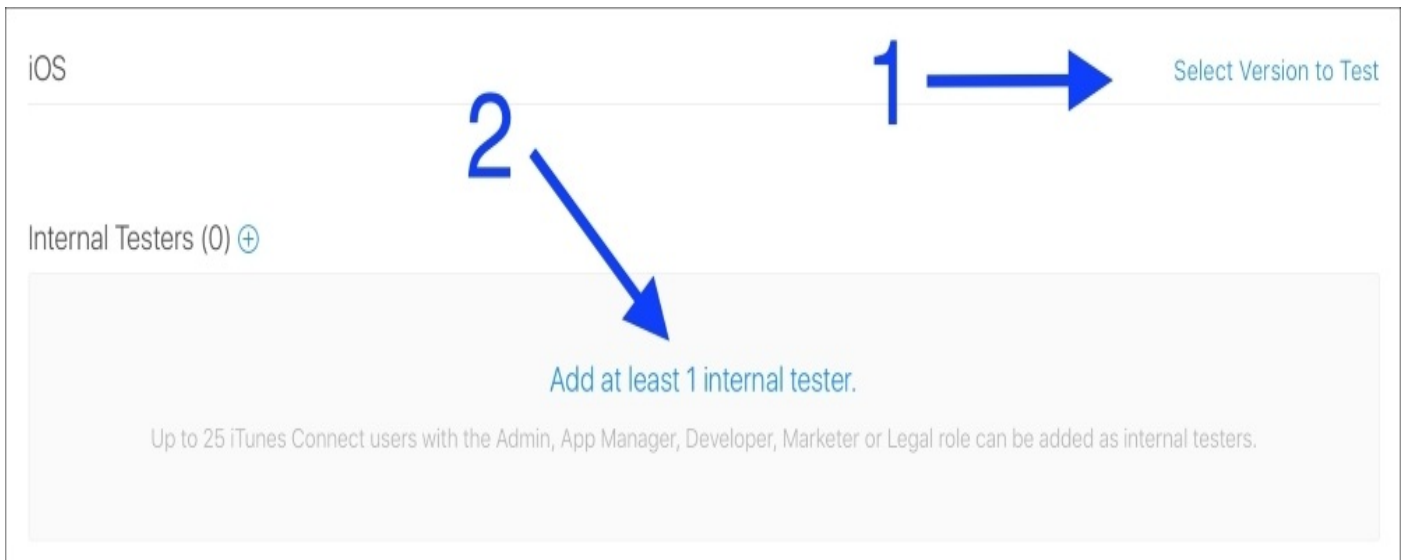 iOS
1
Select Version to Test
2
Internal Testers (0)
Add at least 1 internal tester.
Up to 25 iTunes Connect users with the Admin, App Manager, Developer, Marketer or Legal role can be added as internal testers.